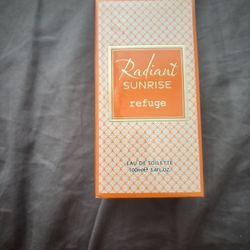 Radiant
SUNRISE
refuge
EAU DE TOILETTE
100ml℮ 3.4FL.OZ.